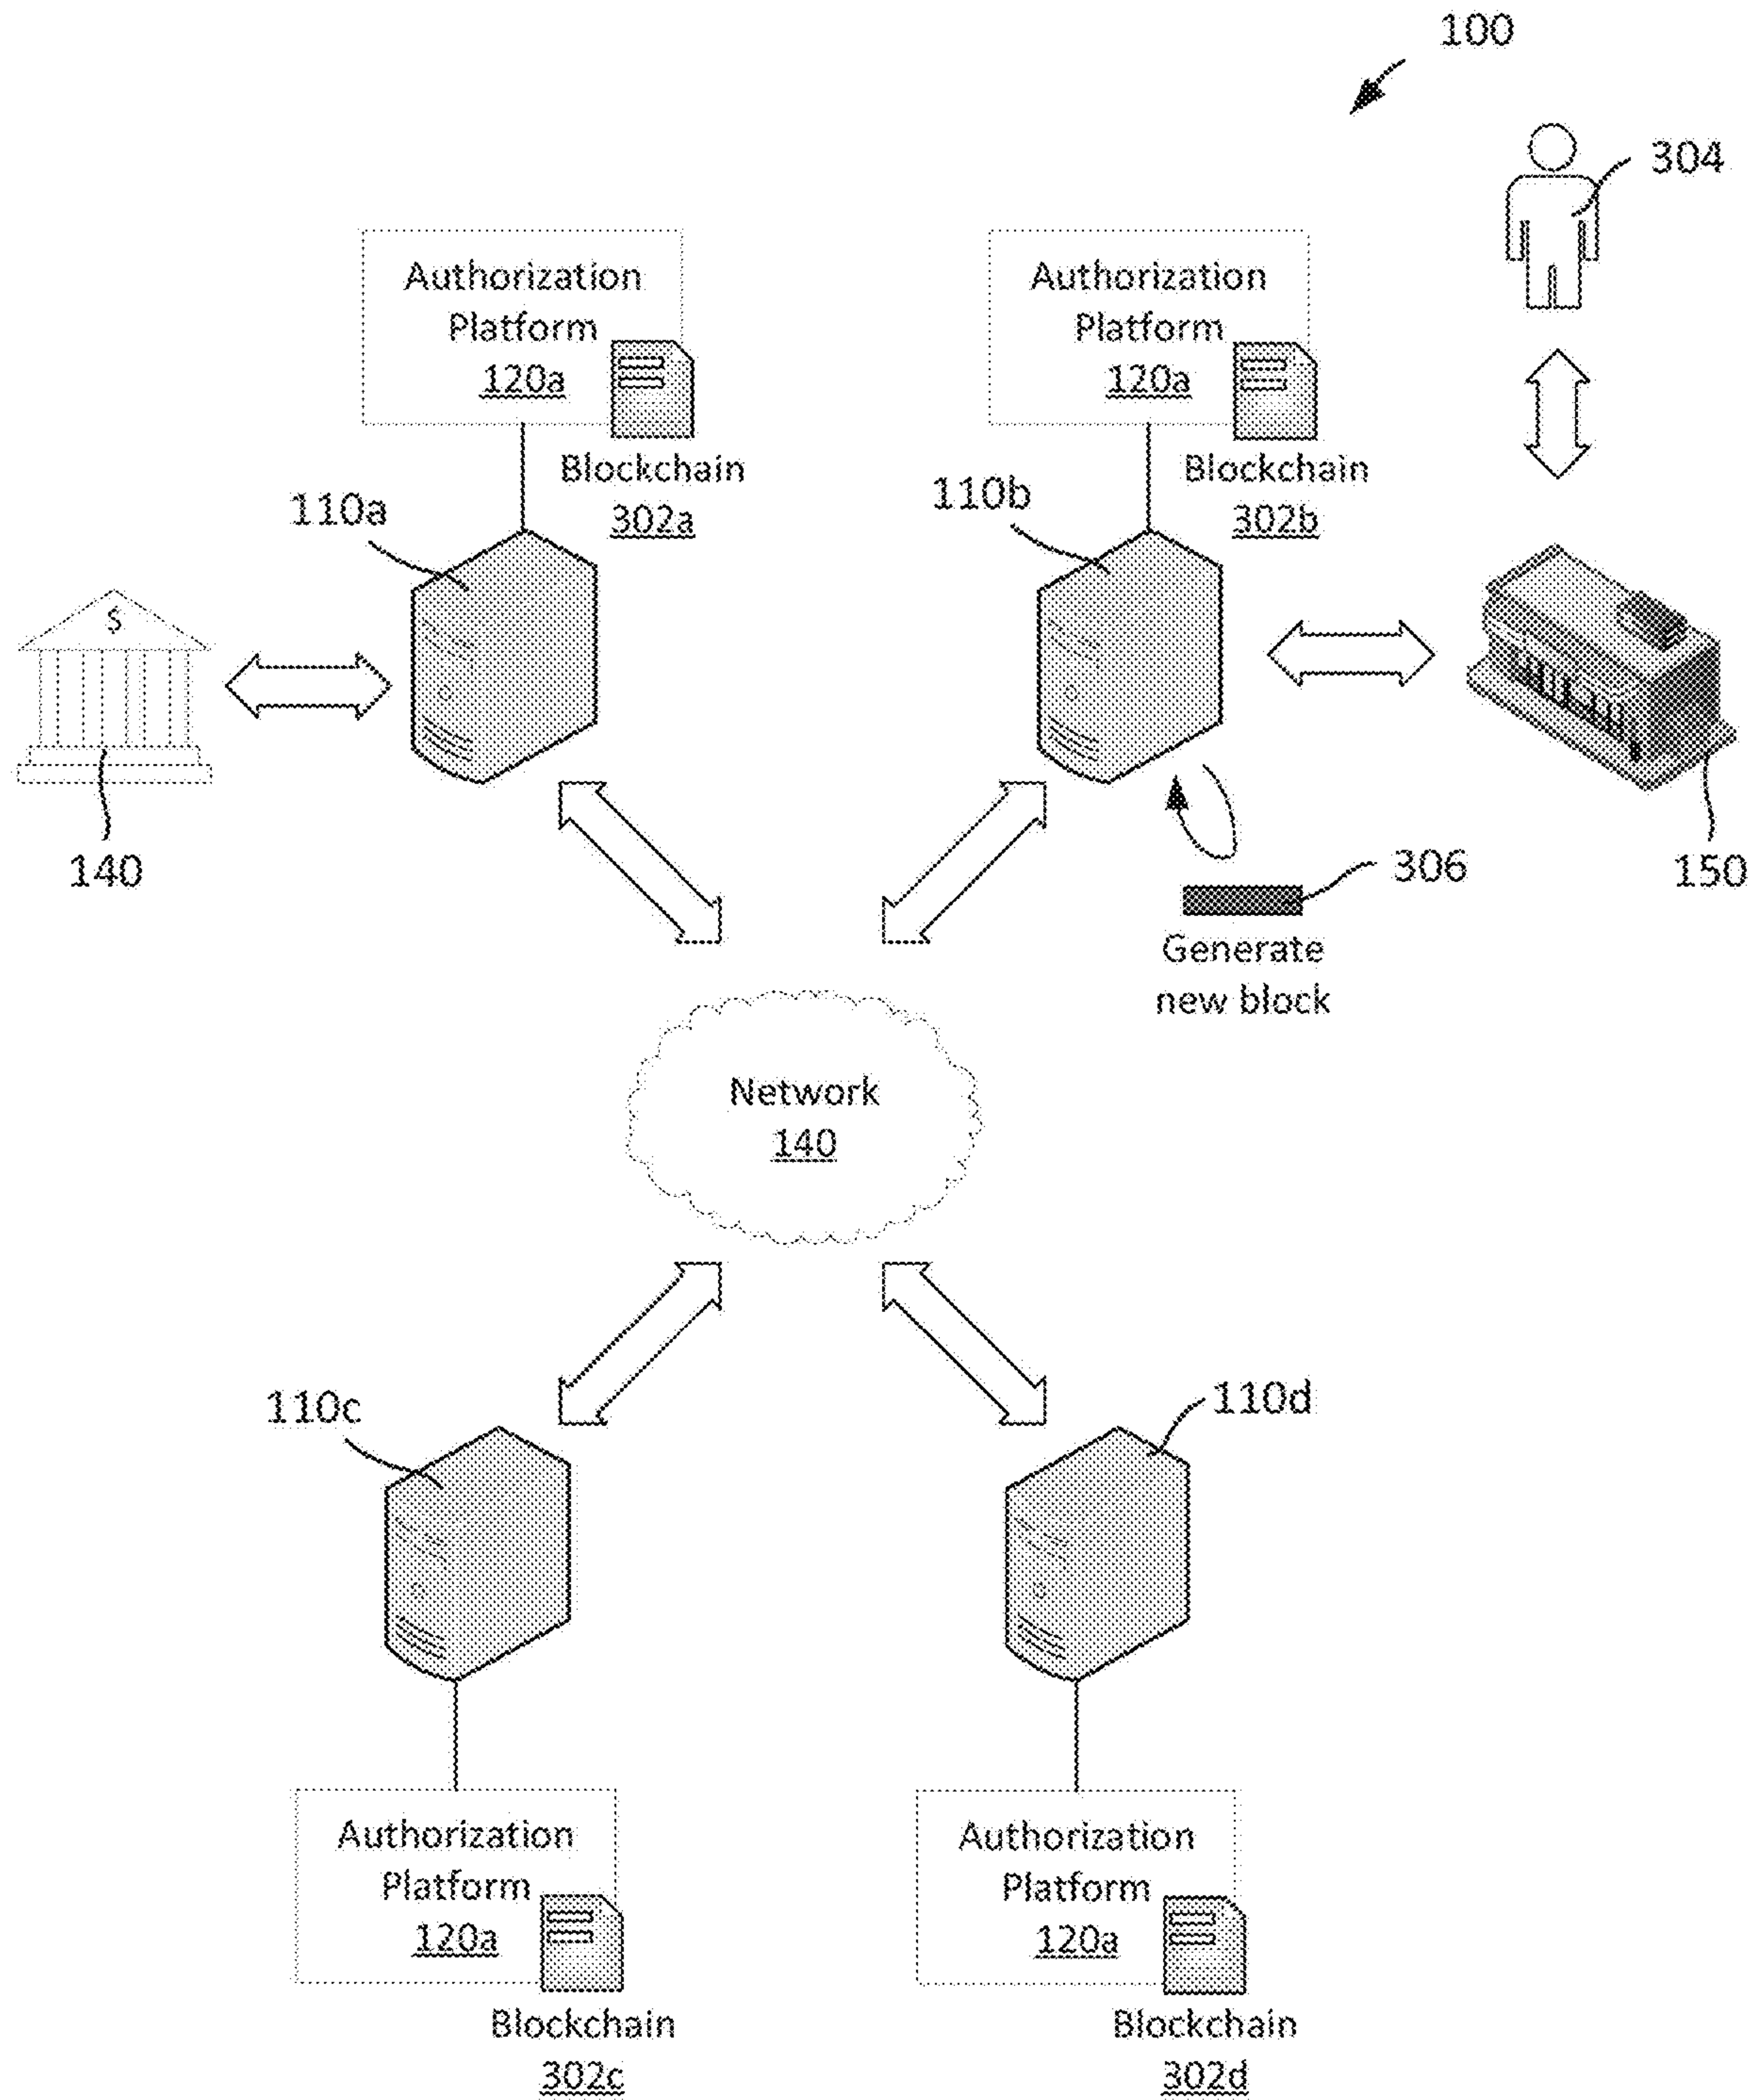 100
304
Authorization
Platform
120a
Blockchain
302a
110a
Authorization
Platform
120a
Blockchain
302b
110b
$
140
150
306
Generate
new block
Network
140
110c
110d
Authorization
Platform
120a
Blockchain
302c
Authorization
Platform
120a
Blockchain
302d